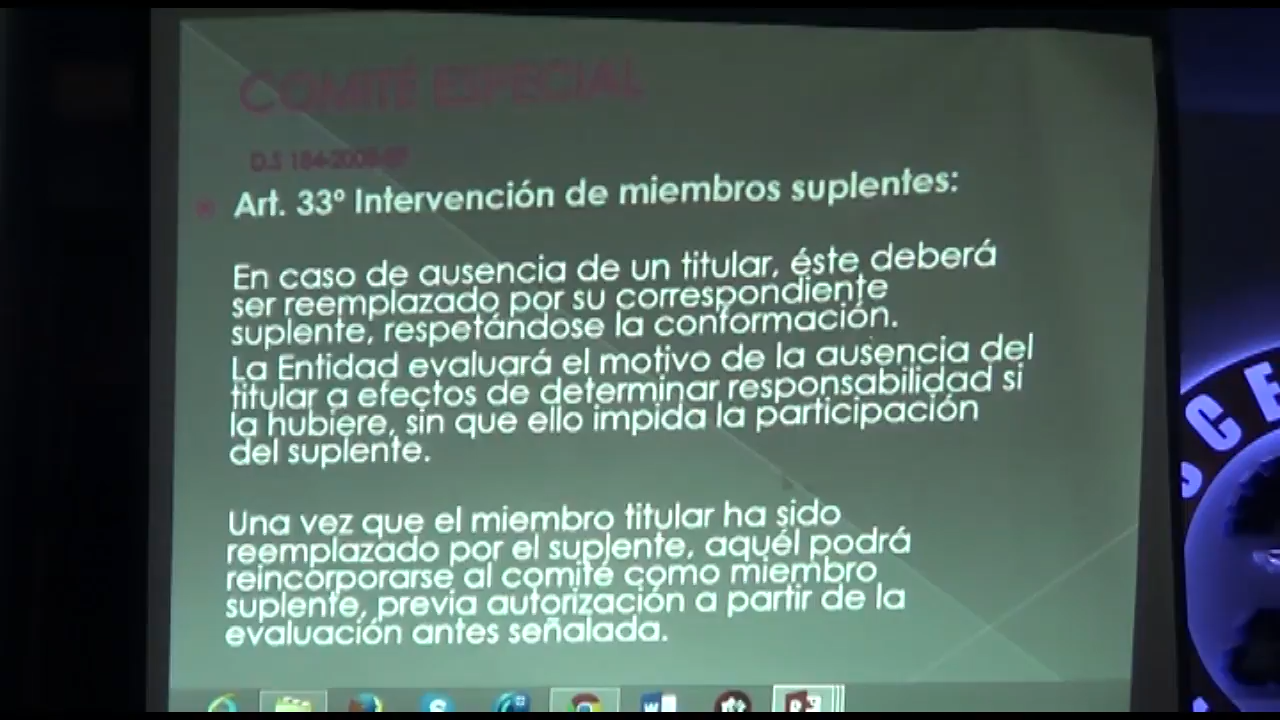 COMITÉ ESPECIAL
D.S 184-2008-EF
Art. 33º Intervención de miembros suplentes:
En caso de ausencia de un titular, éste deberá
ser reemplazado por su correspondiente
suplente, respetándose la conformación.
La Entidad evaluará el motivo de la ausencia del
titular a efectos de determinar responsabilidad si
la hubiere, sin que ello impida la participación
del suplente.
Una vez que el miembro titular ha sido
reemplazado por el suplente, aquél podrá
reincorporarse al comité como miembro
suplente, previa autorización a partir de la
evaluación antes señalada.